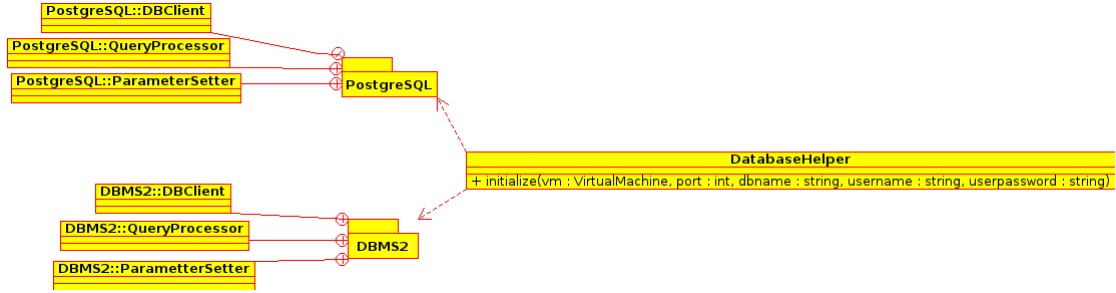 PostgreSQL::DBClient
PostgreSQL::QueryProcessor
PostgreSQL::ParameterSetter
PostgreSQL
DatabaseHelper
+ initialize(vm : VirtualMachine, port : int, dbname : string, username : string, userpassword : string)
DBMS2::DBClient
DBMS2::QueryProcessor
DBMS2
DBMS2::ParametterSetter